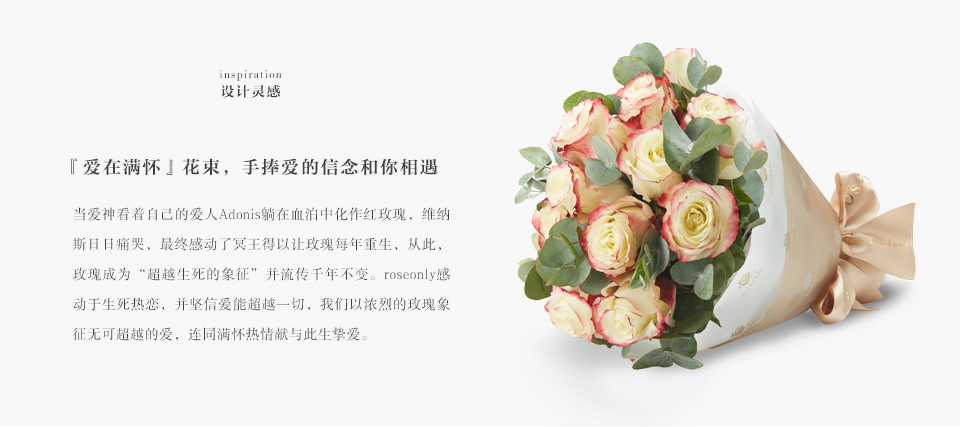 inspiration
设计灵感
『爱在满怀』花束，手捧爱的信念和你相遇
当爱神看着自己的爱人Adonis躺在血泊中化作红玫瑰，维纳
斯日日痛哭，最终感动了冥王得以让玫瑰每年重生，从此，
玫瑰成为“超越生死的象征”并流传千年不变。roseonly感
动于生死热恋，并坚信爱能超越一切，我们以浓烈的玫瑰象
征无可超越的爱，连同满怀热情献与此生挚爱。